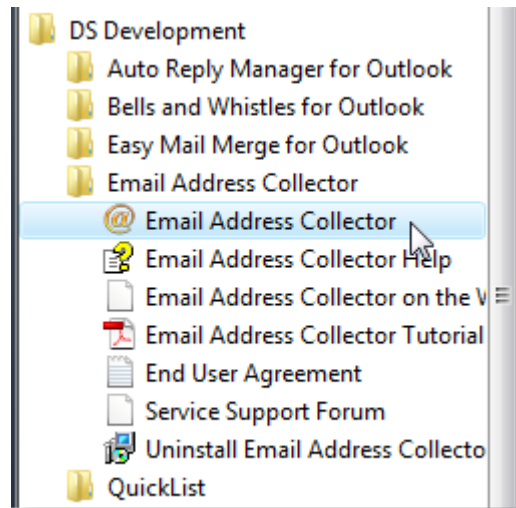 DS Development
Auto Reply Manager for Outlook
Bells and Whistles for Outlook
Easy Mail Merge for Outlook
Email Address Collector
Email Address Collector
Email Address Collector Help
Email Address Collector on the
Email Address Collector Tutorial
End User Agreement
Service Support Forum
Uninstall Email Address Collecto
QuickList